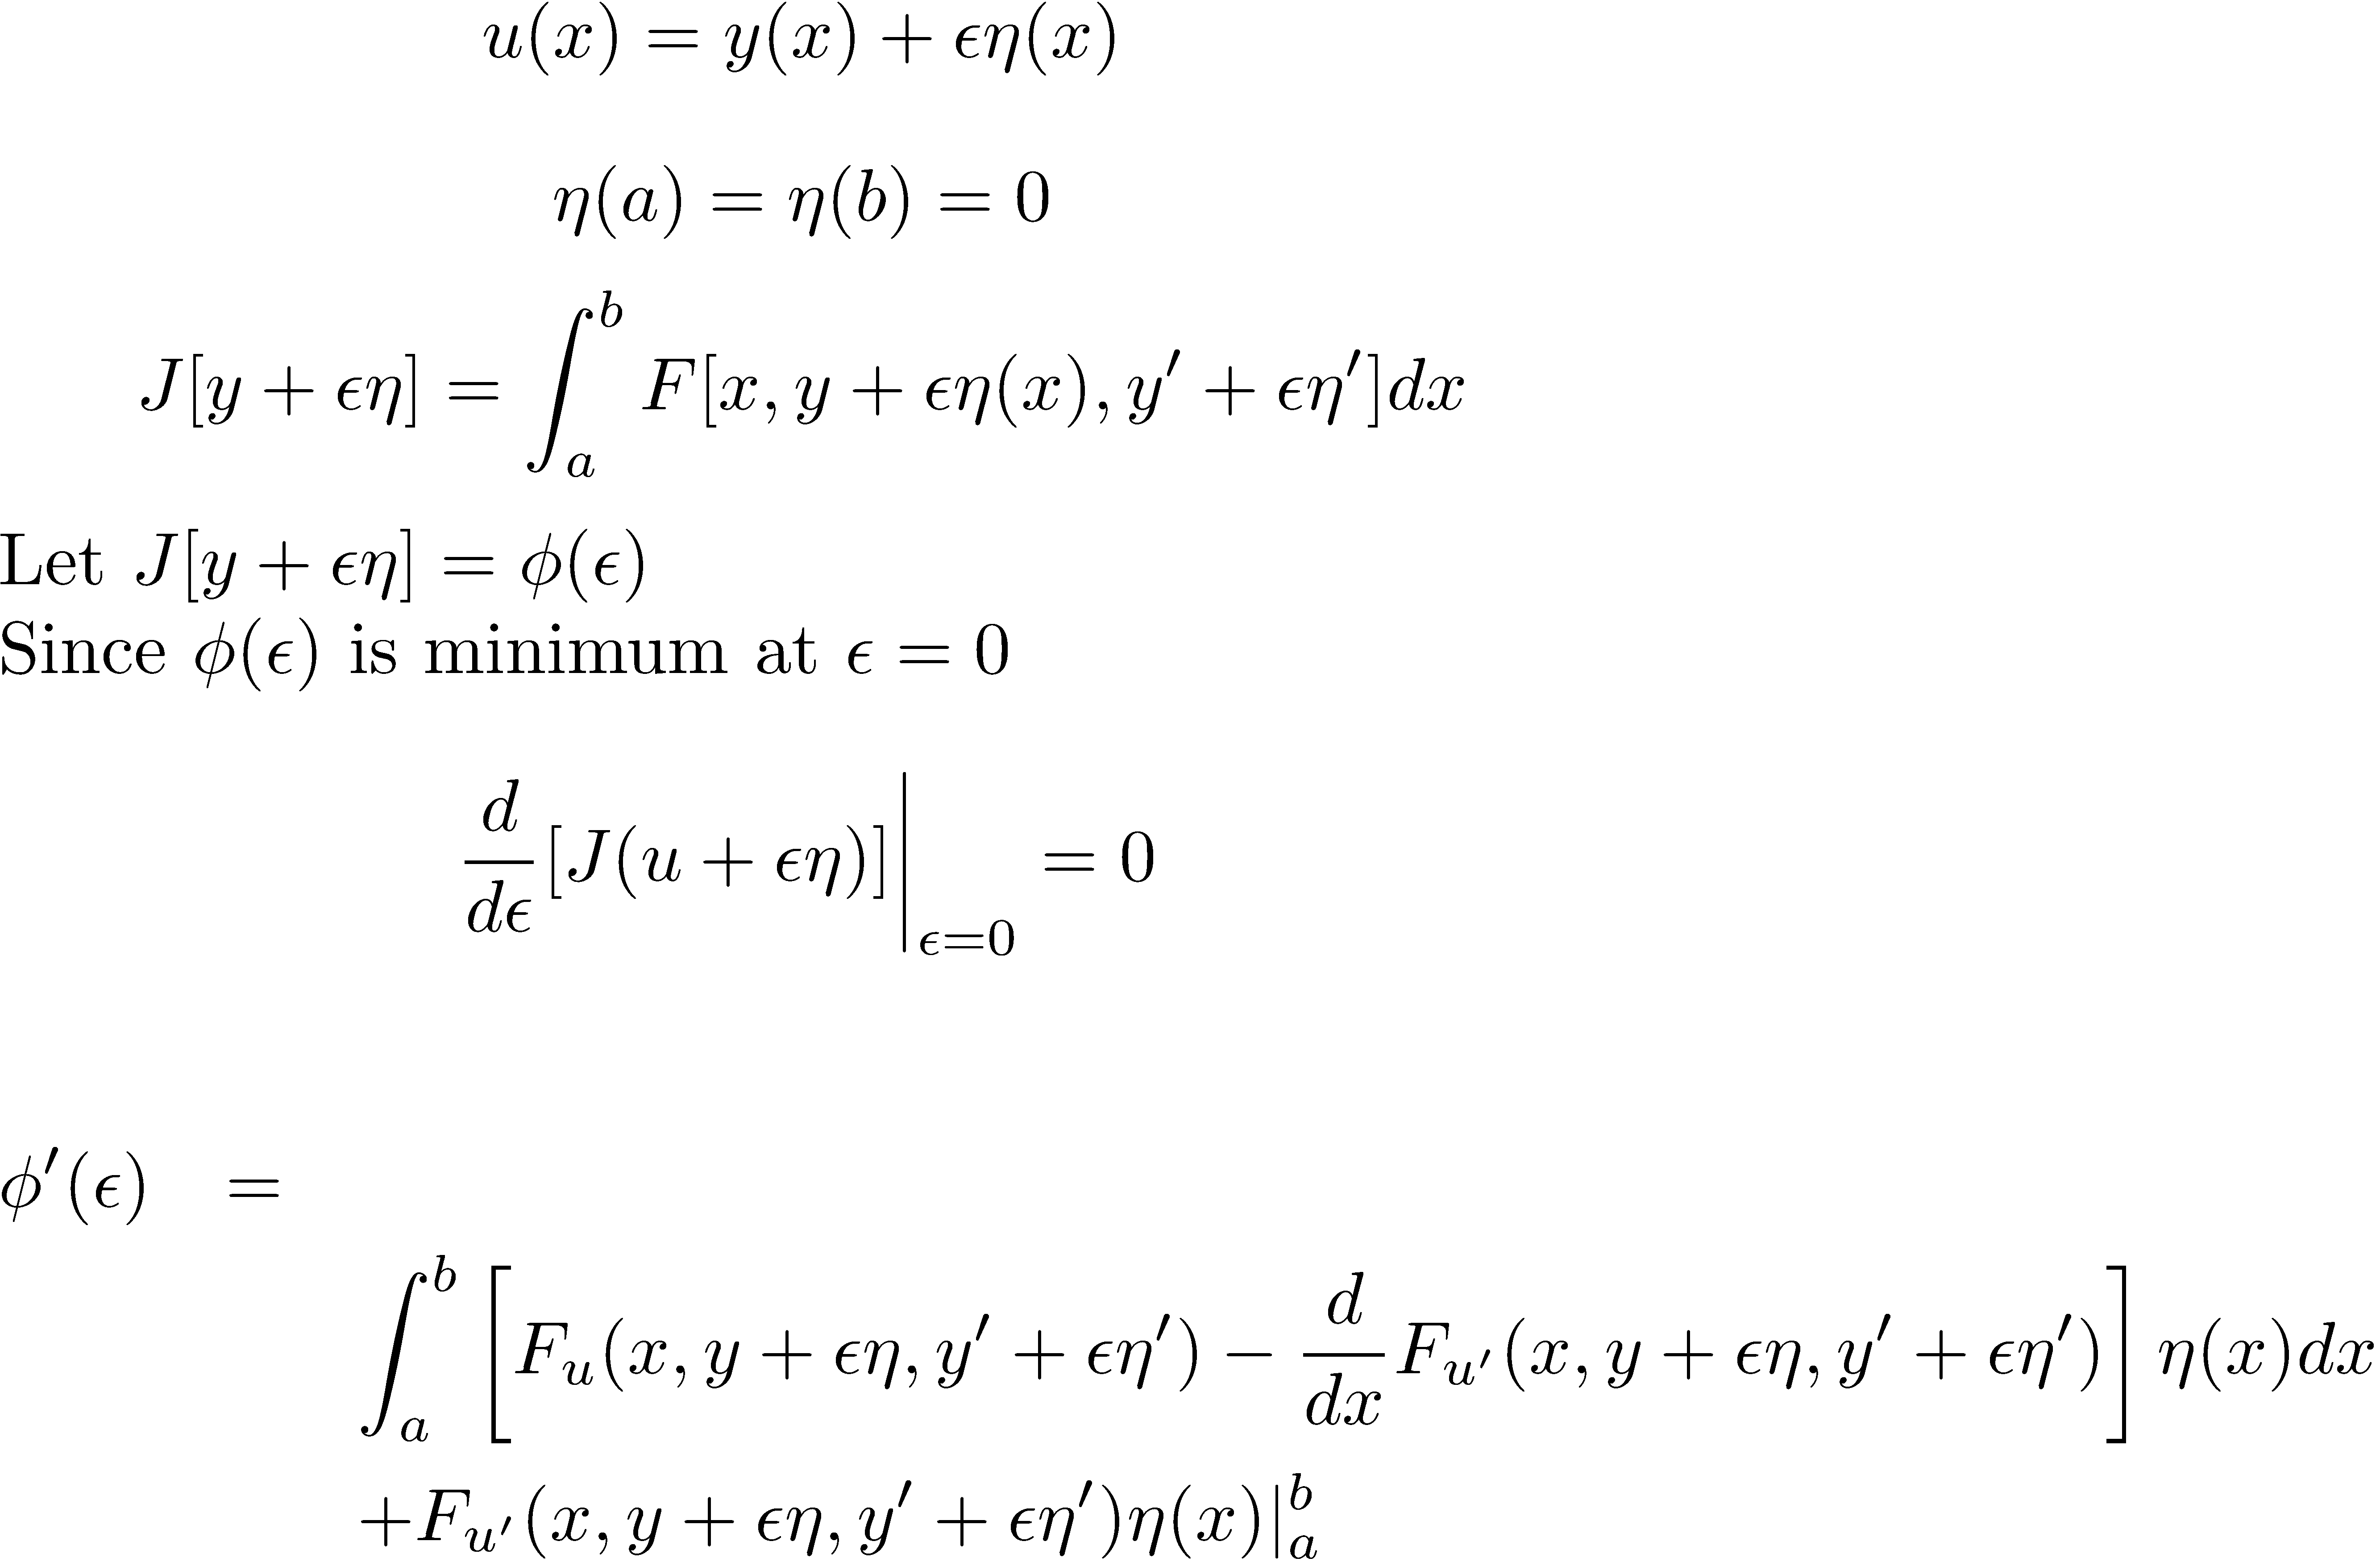 u(x) = y(x) + ϵη(x)
η(a) = η(b) = 0
J[y + ϵη] = ∫_a^b F[x, y + ϵη(x), y′ + ϵη′]dx
Let J[y + ϵη] = ϕ(ϵ)
Since ϕ(ϵ) is minimum at ϵ = 0
d/dϵ [J(u + ϵη)]|_{ϵ=0} = 0
ϕ′(ϵ) =
∫_a^b [F_u(x, y + ϵη, y′ + ϵη′) − d/dx F_{u′}(x, y + ϵη, y′ + ϵη′)] η(x)dx
+F_{u′}(x, y + ϵη, y′ + ϵη′)η(x)|_a^b